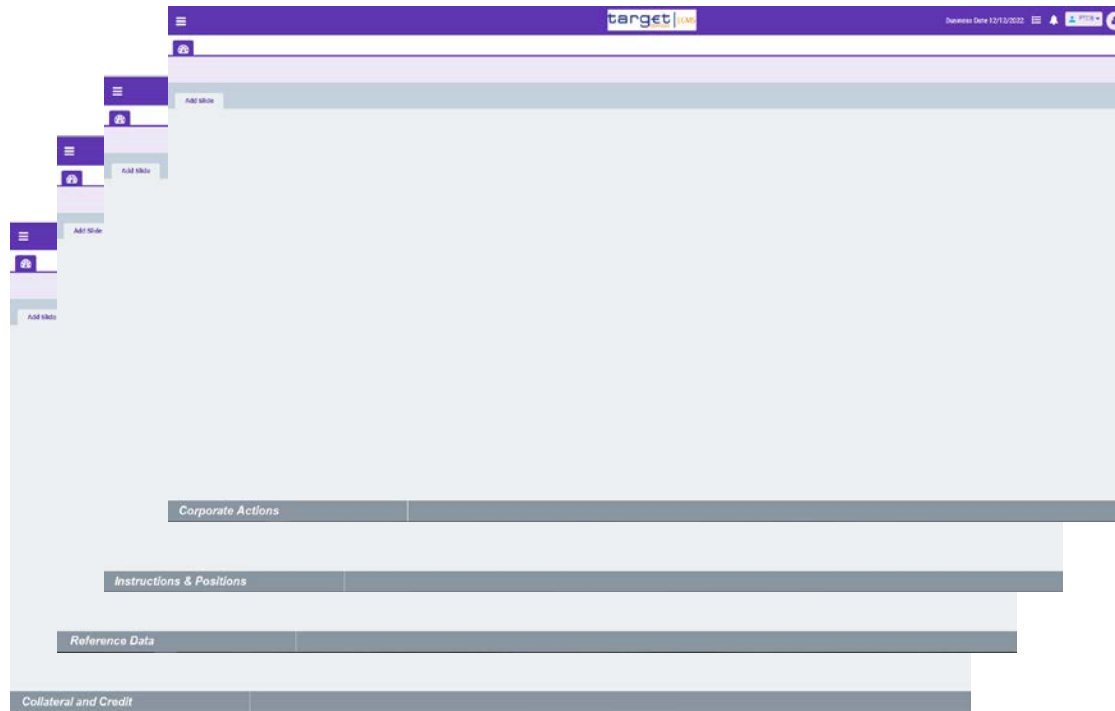 target | ECMS
Business Date 12/12/2022
Add Slide
Add Slide
Add Slide
Add Slide
Corporate Actions
Instructions & Positions
Reference Data
Collateral and Credit